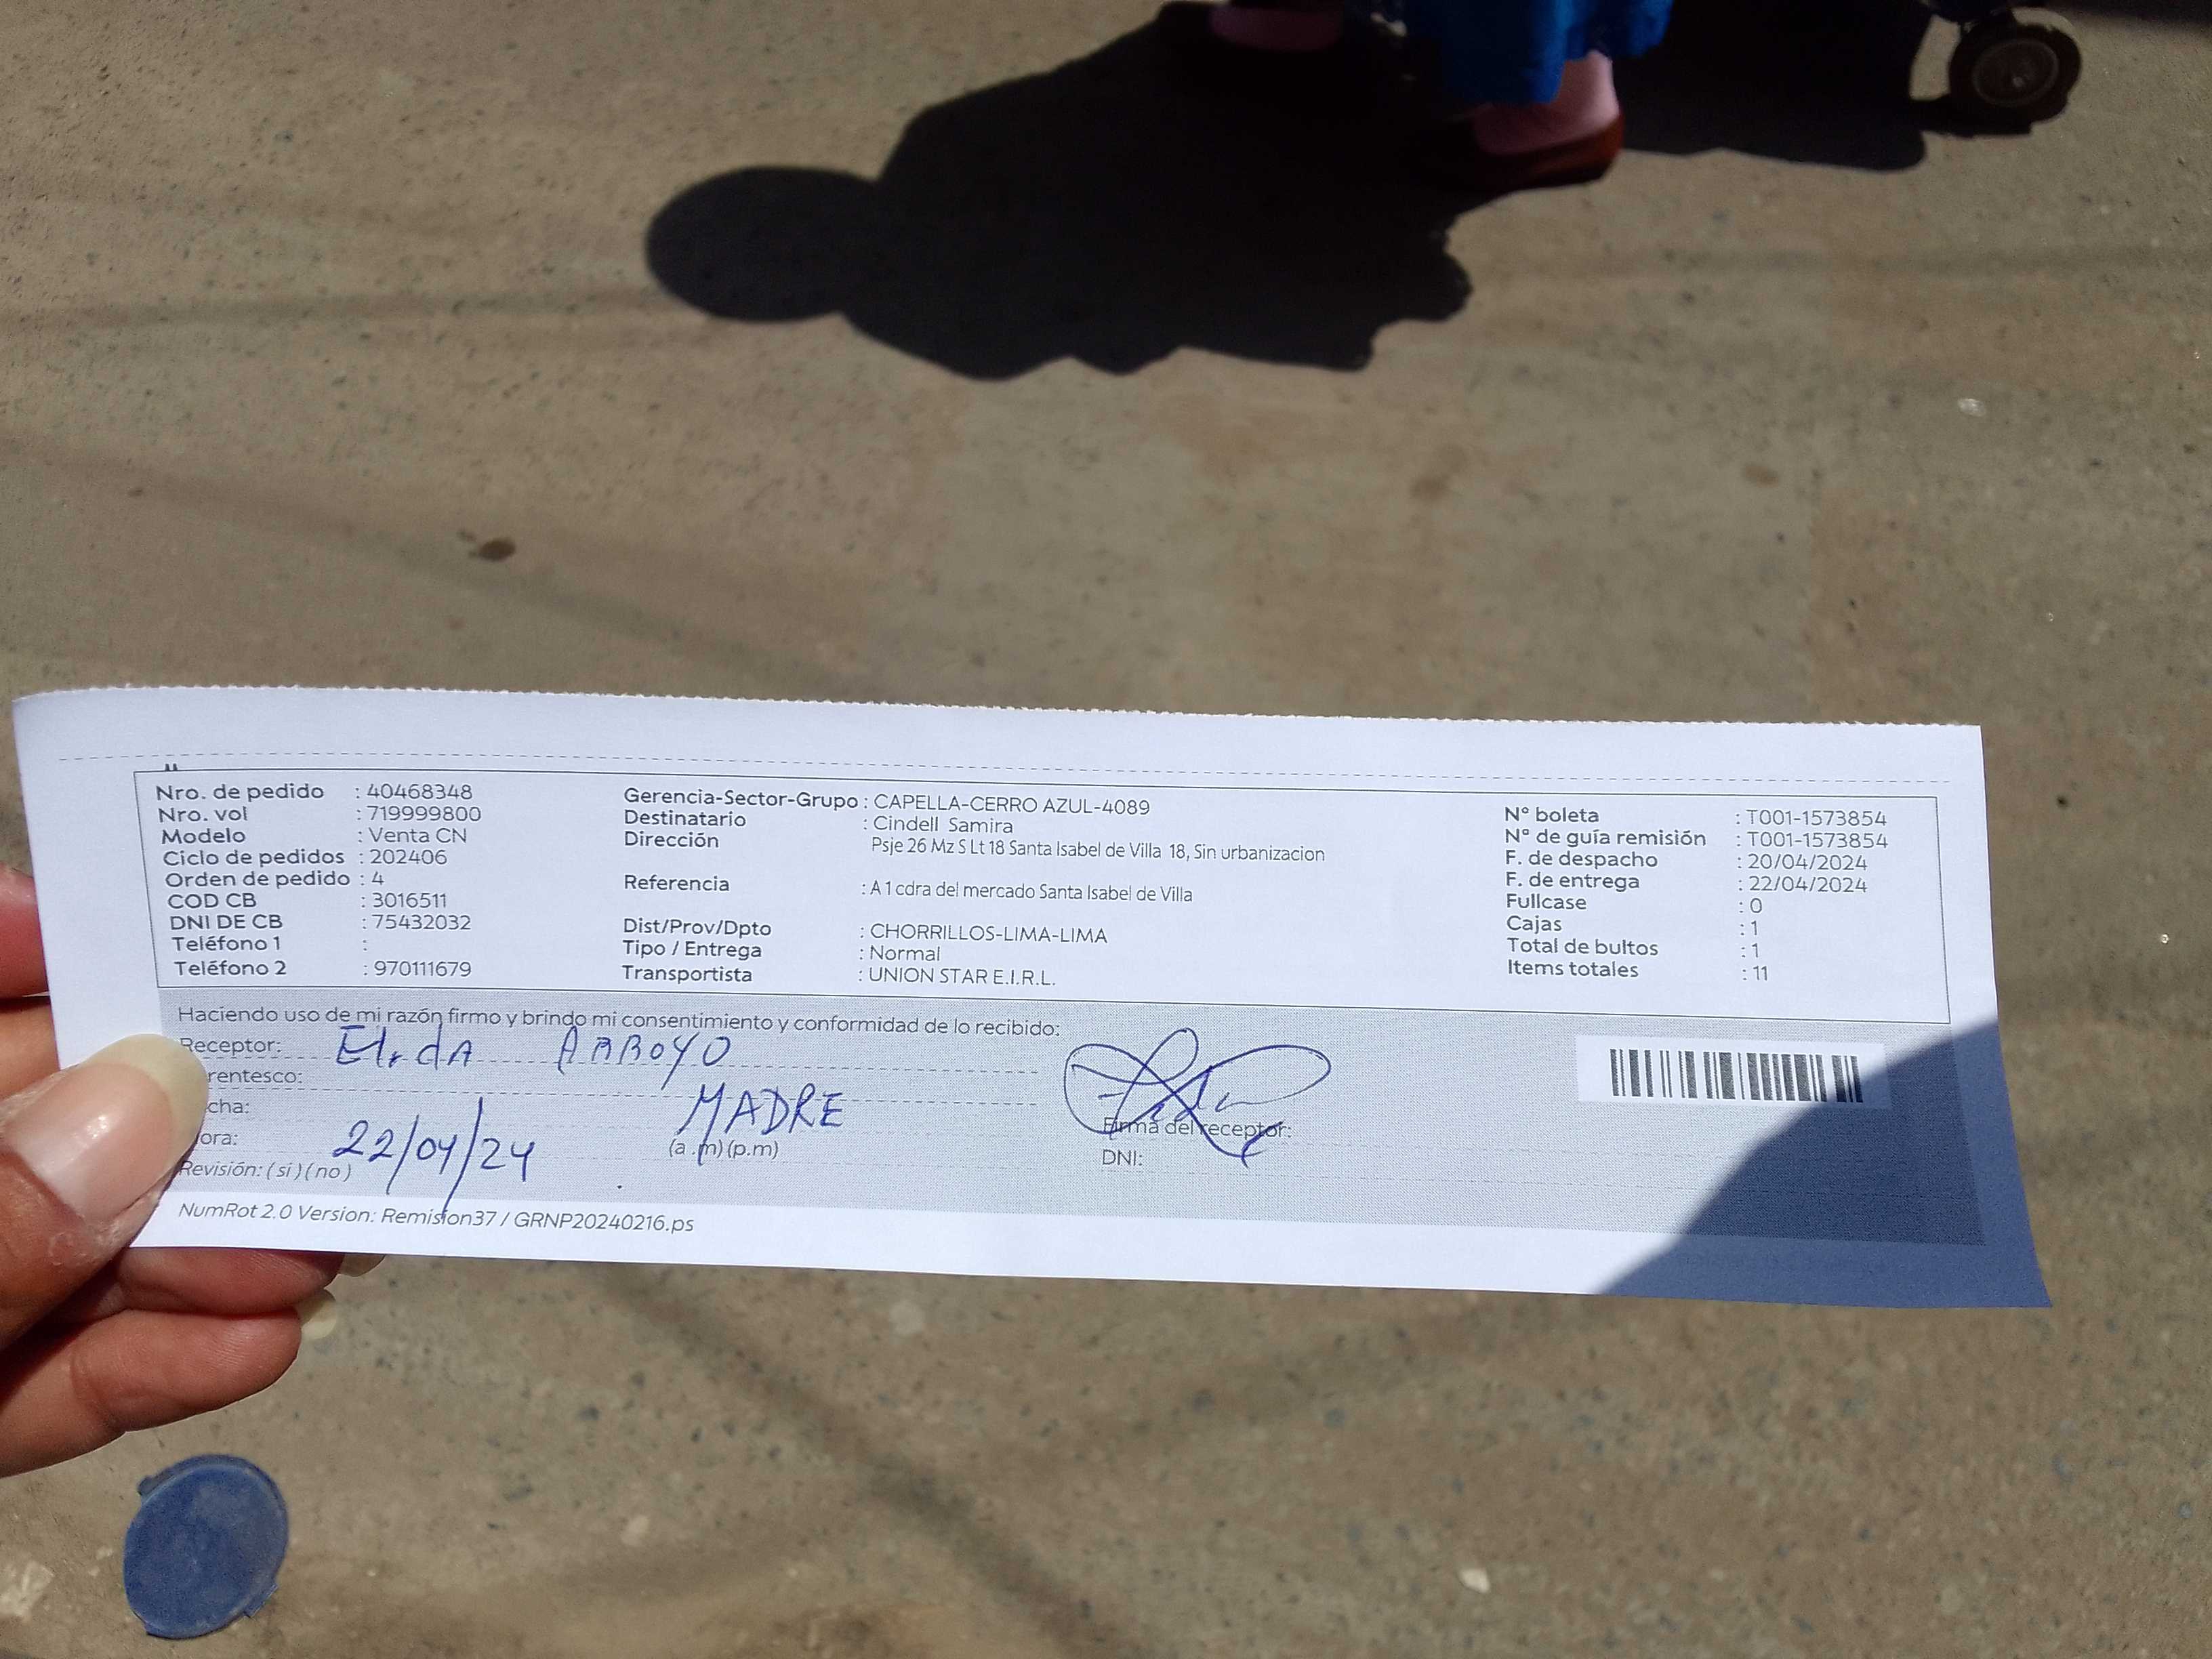 Nro. de pedido : 40468348
Nro. vol : 719999800
Modelo : Venta CN
Ciclo de pedidos : 202406
Orden de pedido : 4
COD CB : 3016511
DNI DE CB : 75432032
Teléfono 1 :
Teléfono 2 : 970111679
Gerencia-Sector-Grupo : CAPELLA-CERRO AZUL-4089
Destinatario : Cindell Samira
Dirección Psje 26 Mz S Lt 18 Santa Isabel de Villa 18, Sin urbanizacion
Referencia : A 1 cdra del mercado Santa Isabel de Villa
Dist/Prov/Dpto : CHORRILLOS-LIMA-LIMA
Tipo / Entrega : Normal
Transportista : UNION STAR E.I.R.L.
N° boleta : T001-1573854
N° de guía remisión : T001-1573854
F. de despacho : 20/04/2024
F. de entrega : 22/04/2024
Fullcase : 0
Cajas : 1
Total de bultos : 1
Items totales : 11
Haciendo uso de mi razón firmo y brindo mi consentimiento y conformidad de lo recibido:
Receptor: Elida ARROYO
rentesco: MADRE
cha: 22/04/24
ora: (a .m) (p.m)
Revisión: ( si ) ( no )
Firma del receptor:
DNI:
NumRot 2.0 Version: Remision37 / GRNP20240216.ps